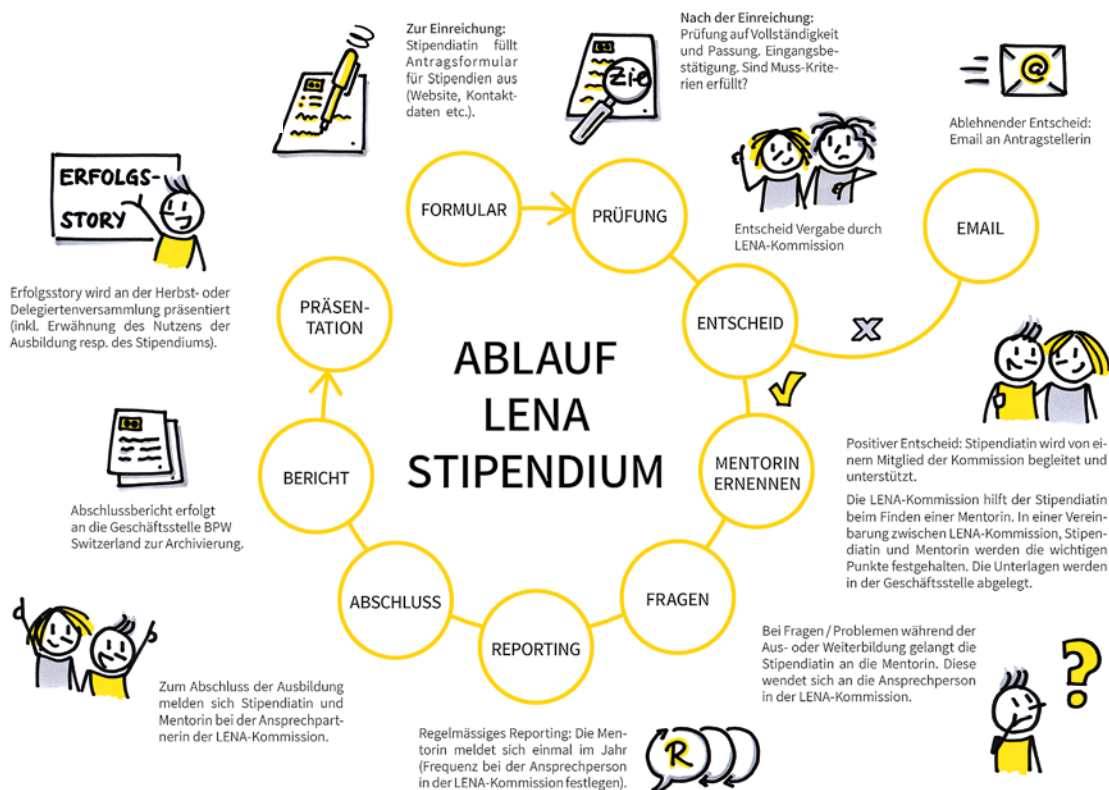 Zur Einreichung:
Stipendiatin füllt
Antragsformular
für Stipendien aus
(Website, Kontakt-
daten etc.).
zie
Nach der Einreichung:
Prüfung auf Vollständigkeit
und Passung. Eingangsbe-
stätigung. Sind Muss-Krite-
rien erfüllt?
@
Ablehnender Entscheid:
Email an Antragstellerin
ERFOLGS-
STORY
Erfolgsstory wird an der Herbst- oder
Delegiertenversammlung präsentiert
(inkl. Erwähnung des Nutzens der
Ausbildung resp. des Stipendiums).
FORMULAR
PRÜFUNG
Entscheid Vergabe durch
LENA-Kommission
EMAIL
PRÄSEN-
TATION
ENTSCHEID
ABLAUF
LENA
STIPENDIUM
MENTORIN
ERNENNEN
Positiver Entscheid: Stipendiatin wird von ei-
nem Mitglied der Kommission begleitet und
unterstützt.
Die LENA-Kommission hilft der Stipendiatin
beim Finden einer Mentorin. In einer Verein-
barung zwischen LENA-Kommission, Stipen-
diatin und Mentorin werden die wichtigen
Punkte festgehalten. Die Unterlagen werden
in der Geschäftsstelle abgelegt.
BERICHT
Abschlussbericht erfolgt
an die Geschäftsstelle BPW
Switzerland zur Archivierung.
ABSCHLUSS
REPORTING
FRAGEN
Bei Fragen / Problemen während der
Aus- oder Weiterbildung gelangt die
Stipendiatin an die Mentorin. Diese
wendet sich an die Ansprechperson
in der LENA-Kommission.
?
Zum Abschluss der Ausbildung
melden sich Stipendiatin und
Mentorin bei der Ansprechpart-
nerin der LENA-Kommission.
Regelmässiges Reporting: Die Men-
torin meldet sich einmal im Jahr
(Frequenz bei der Ansprechperson
in der LENA-Kommission festlegen).
R